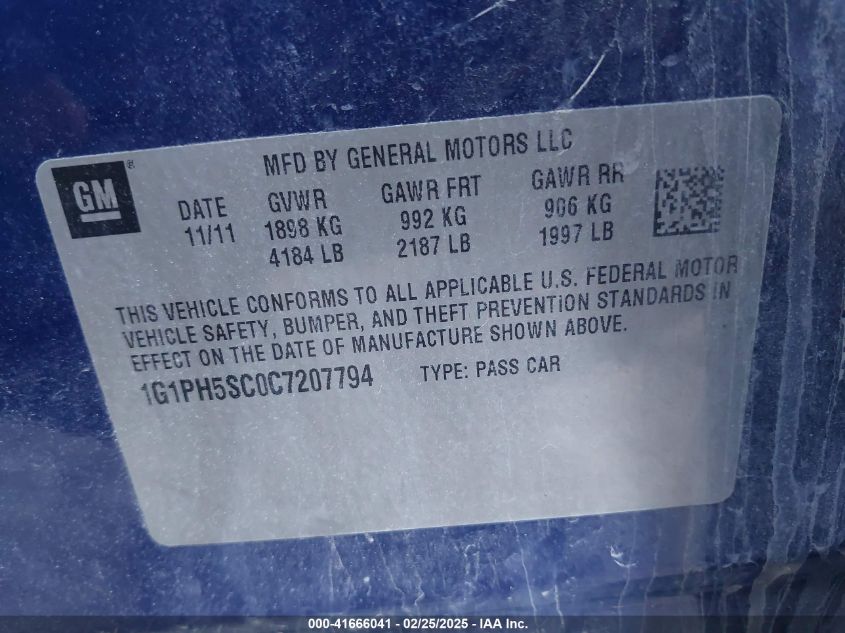 GM ®
MFD BY GENERAL MOTORS LLC
DATE GVWR GAWR FRT GAWR RR
11/11 1898 KG 992 KG 906 KG
4184 LB 2187 LB 1997 LB
THIS VEHICLE CONFORMS TO ALL APPLICABLE U.S. FEDERAL MOTOR
VEHICLE SAFETY, BUMPER, AND THEFT PREVENTION STANDARDS IN
EFFECT ON THE DATE OF MANUFACTURE SHOWN ABOVE.
1G1PH5SC0C7207794 TYPE: PASS CAR
000-41666041 - 02/25/2025 - IAA, Inc.